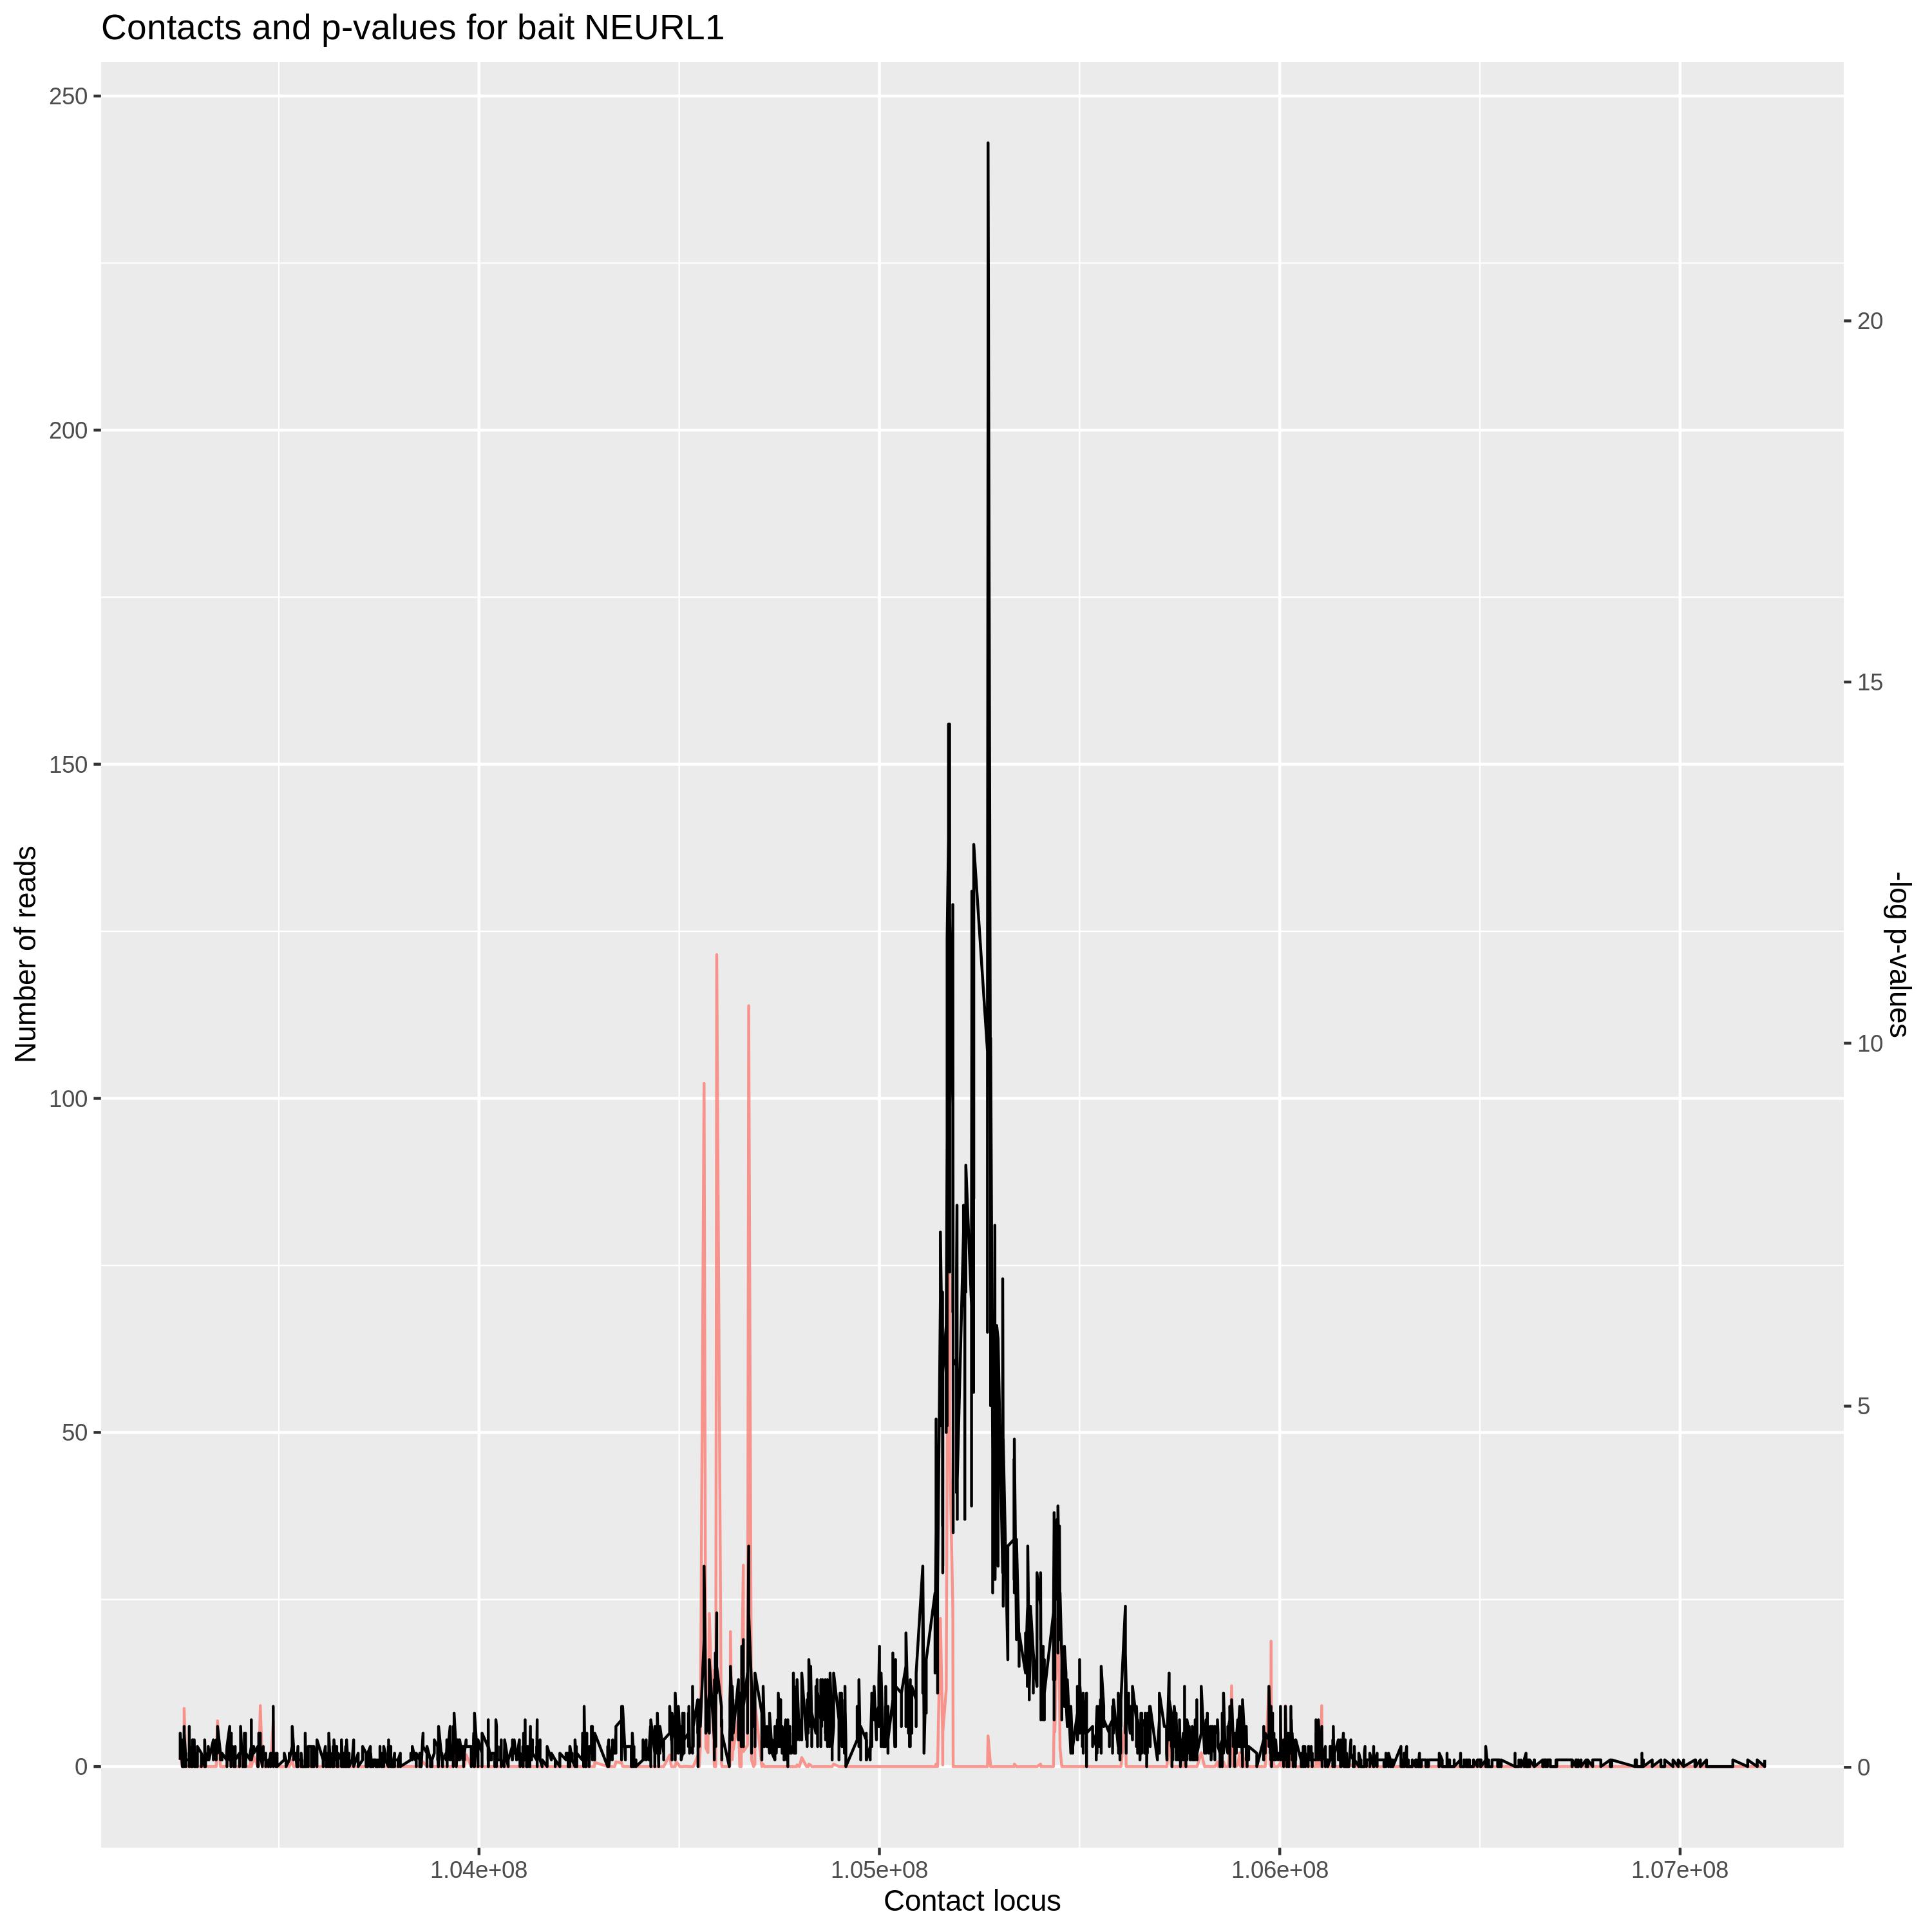 Contacts and p-values for bait NEURL1
250
200
150
100
50
0
Number of reads
20
15
10
5
0
-log p-values
1.04e+08
1.05e+08
1.06e+08
1.07e+08
Contact locus